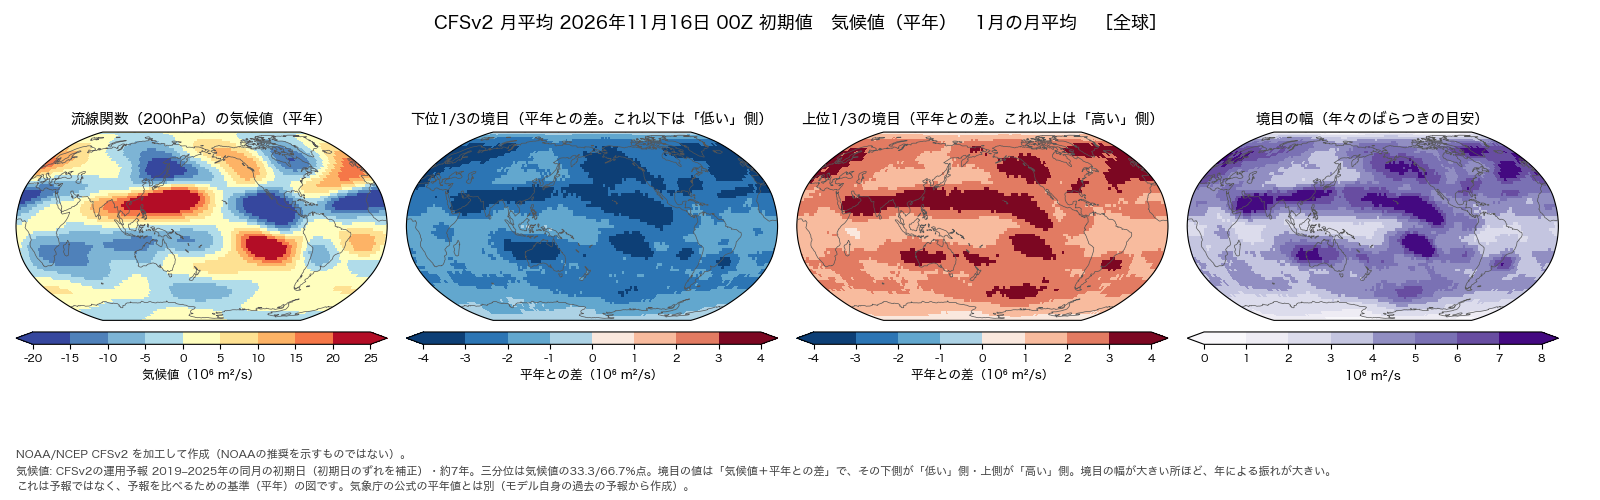 CFSv2 月平均 2026年11月16日 00Z 初期値　気候値（平年）　1月の月平均　［全球］
流線関数（200hPa）の気候値（平年）
下位1/3の境目（平年との差。これ以下は「低い」側）
上位1/3の境目（平年との差。これ以上は「高い」側）
境目の幅（年々のばらつきの目安）
-20 -15 -10 -5 0 5 10 15 20 25
-4 -3 -2 -1 0 1 2 3 4
-4 -3 -2 -1 0 1 2 3 4
0 1 2 3 4 5 6 7 8
気候値（10⁶ m²/s）
平年との差（10⁶ m²/s）
平年との差（10⁶ m²/s）
10⁶ m²/s
NOAA/NCEP CFSv2 を加工して作成（NOAAの推奨を示すものではない）。
気候値: CFSv2の運用予報 2019–2025年の同月の初期日（初期日のずれを補正）・約7年。三分位は気候値の33.3/66.7%点。境目の値は「気候値＋平年との差」で、その下側が「低い」側・上側が「高い」側。境目の幅が大きい所ほど、年による振れが大きい。
これは予報ではなく、予報を比べるための基準（平年）の図です。気象庁の公式の平年値とは別（モデル自身の過去の予報から作成）。